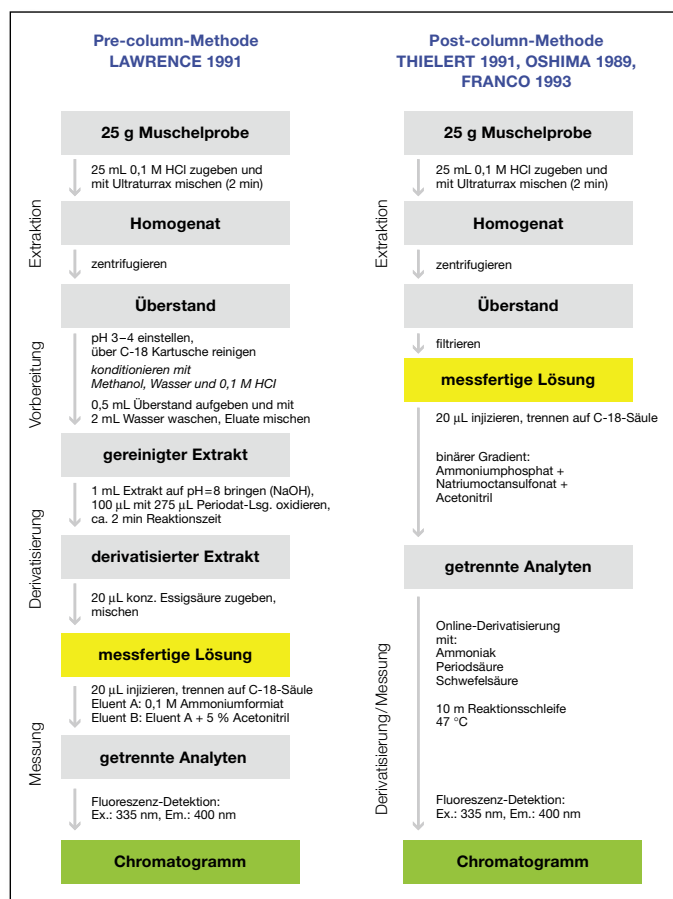 Pre-column-Methode
LAWRENCE 1991
25 g Muschelprobe
25 mL 0,1 M HCl zugeben und
mit Ultraturrax mischen (2 min)
Extraktion
Homogenat
zentrifugieren
Überstand
pH 3–4 einstellen,
über C-18 Kartusche reinigen
konditionieren mit
Methanol, Wasser und 0,1 M HCl
Vorbereitung
0,5 mL Überstand aufgeben und mit
2 mL Wasser waschen, Eluate mischen
gereinigter Extrakt
1 mL Extrakt auf pH=8 bringen (NaOH),
100 µL mit 275 µL Periodat-Lsg. oxidieren,
ca. 2 min Reaktionszeit
Derivatisierung
derivatisierter Extrakt
20 µL konz. Essigsäure zugeben,
mischen
messfertige Lösung
20 µL injizieren, trennen auf C-18-Säule
Eluent A: 0,1 M Ammoniumformiat
Eluent B: Eluent A + 5 % Acetonitril
Messung
getrennte Analyten
Fluoreszenz-Detektion:
Ex.: 335 nm, Em.: 400 nm
Chromatogramm
Post-column-Methode
THIELERT 1991, OSHIMA 1989,
FRANCO 1993
25 g Muschelprobe
25 mL 0,1 M HCl zugeben und
mit Ultraturrax mischen (2 min)
Extraktion
Homogenat
zentrifugieren
Überstand
filtrieren
messfertige Lösung
20 µL injizieren, trennen auf C-18-Säule
binärer Gradient:
Ammoniumphosphat +
Natriumoctansulfonat +
Acetonitril
getrennte Analyten
Online-Derivatisierung
mit:
Ammoniak
Periodsäure
Schwefelsäure
10 m Reaktionsschleife
47 °C
Derivatisierung/Messung
Fluoreszenz-Detektion:
Ex.: 335 nm, Em.: 400 nm
Chromatogramm